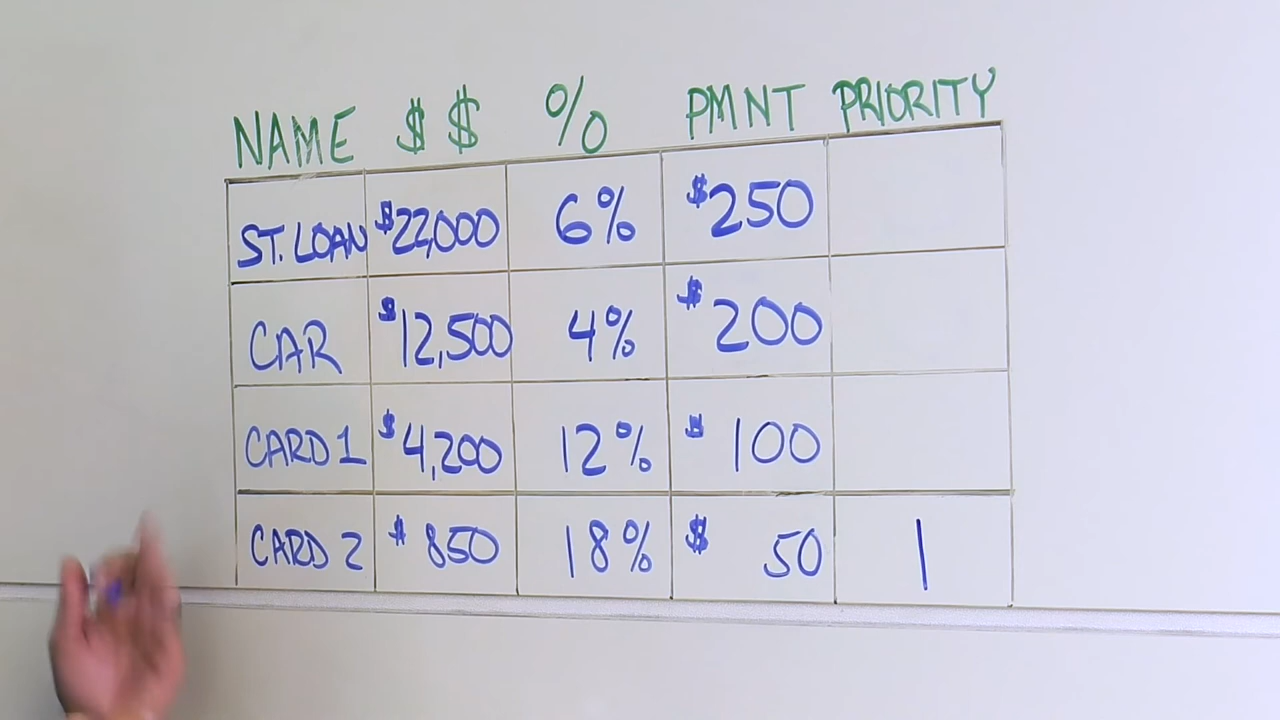 NAME $ $ % PMNT PRIORITY
ST. LOAN $22,000 6% $250
CAR $12,500 4% $200
CARD 1 $4,200 12% $100
CARD 2 $850 18% $50 1